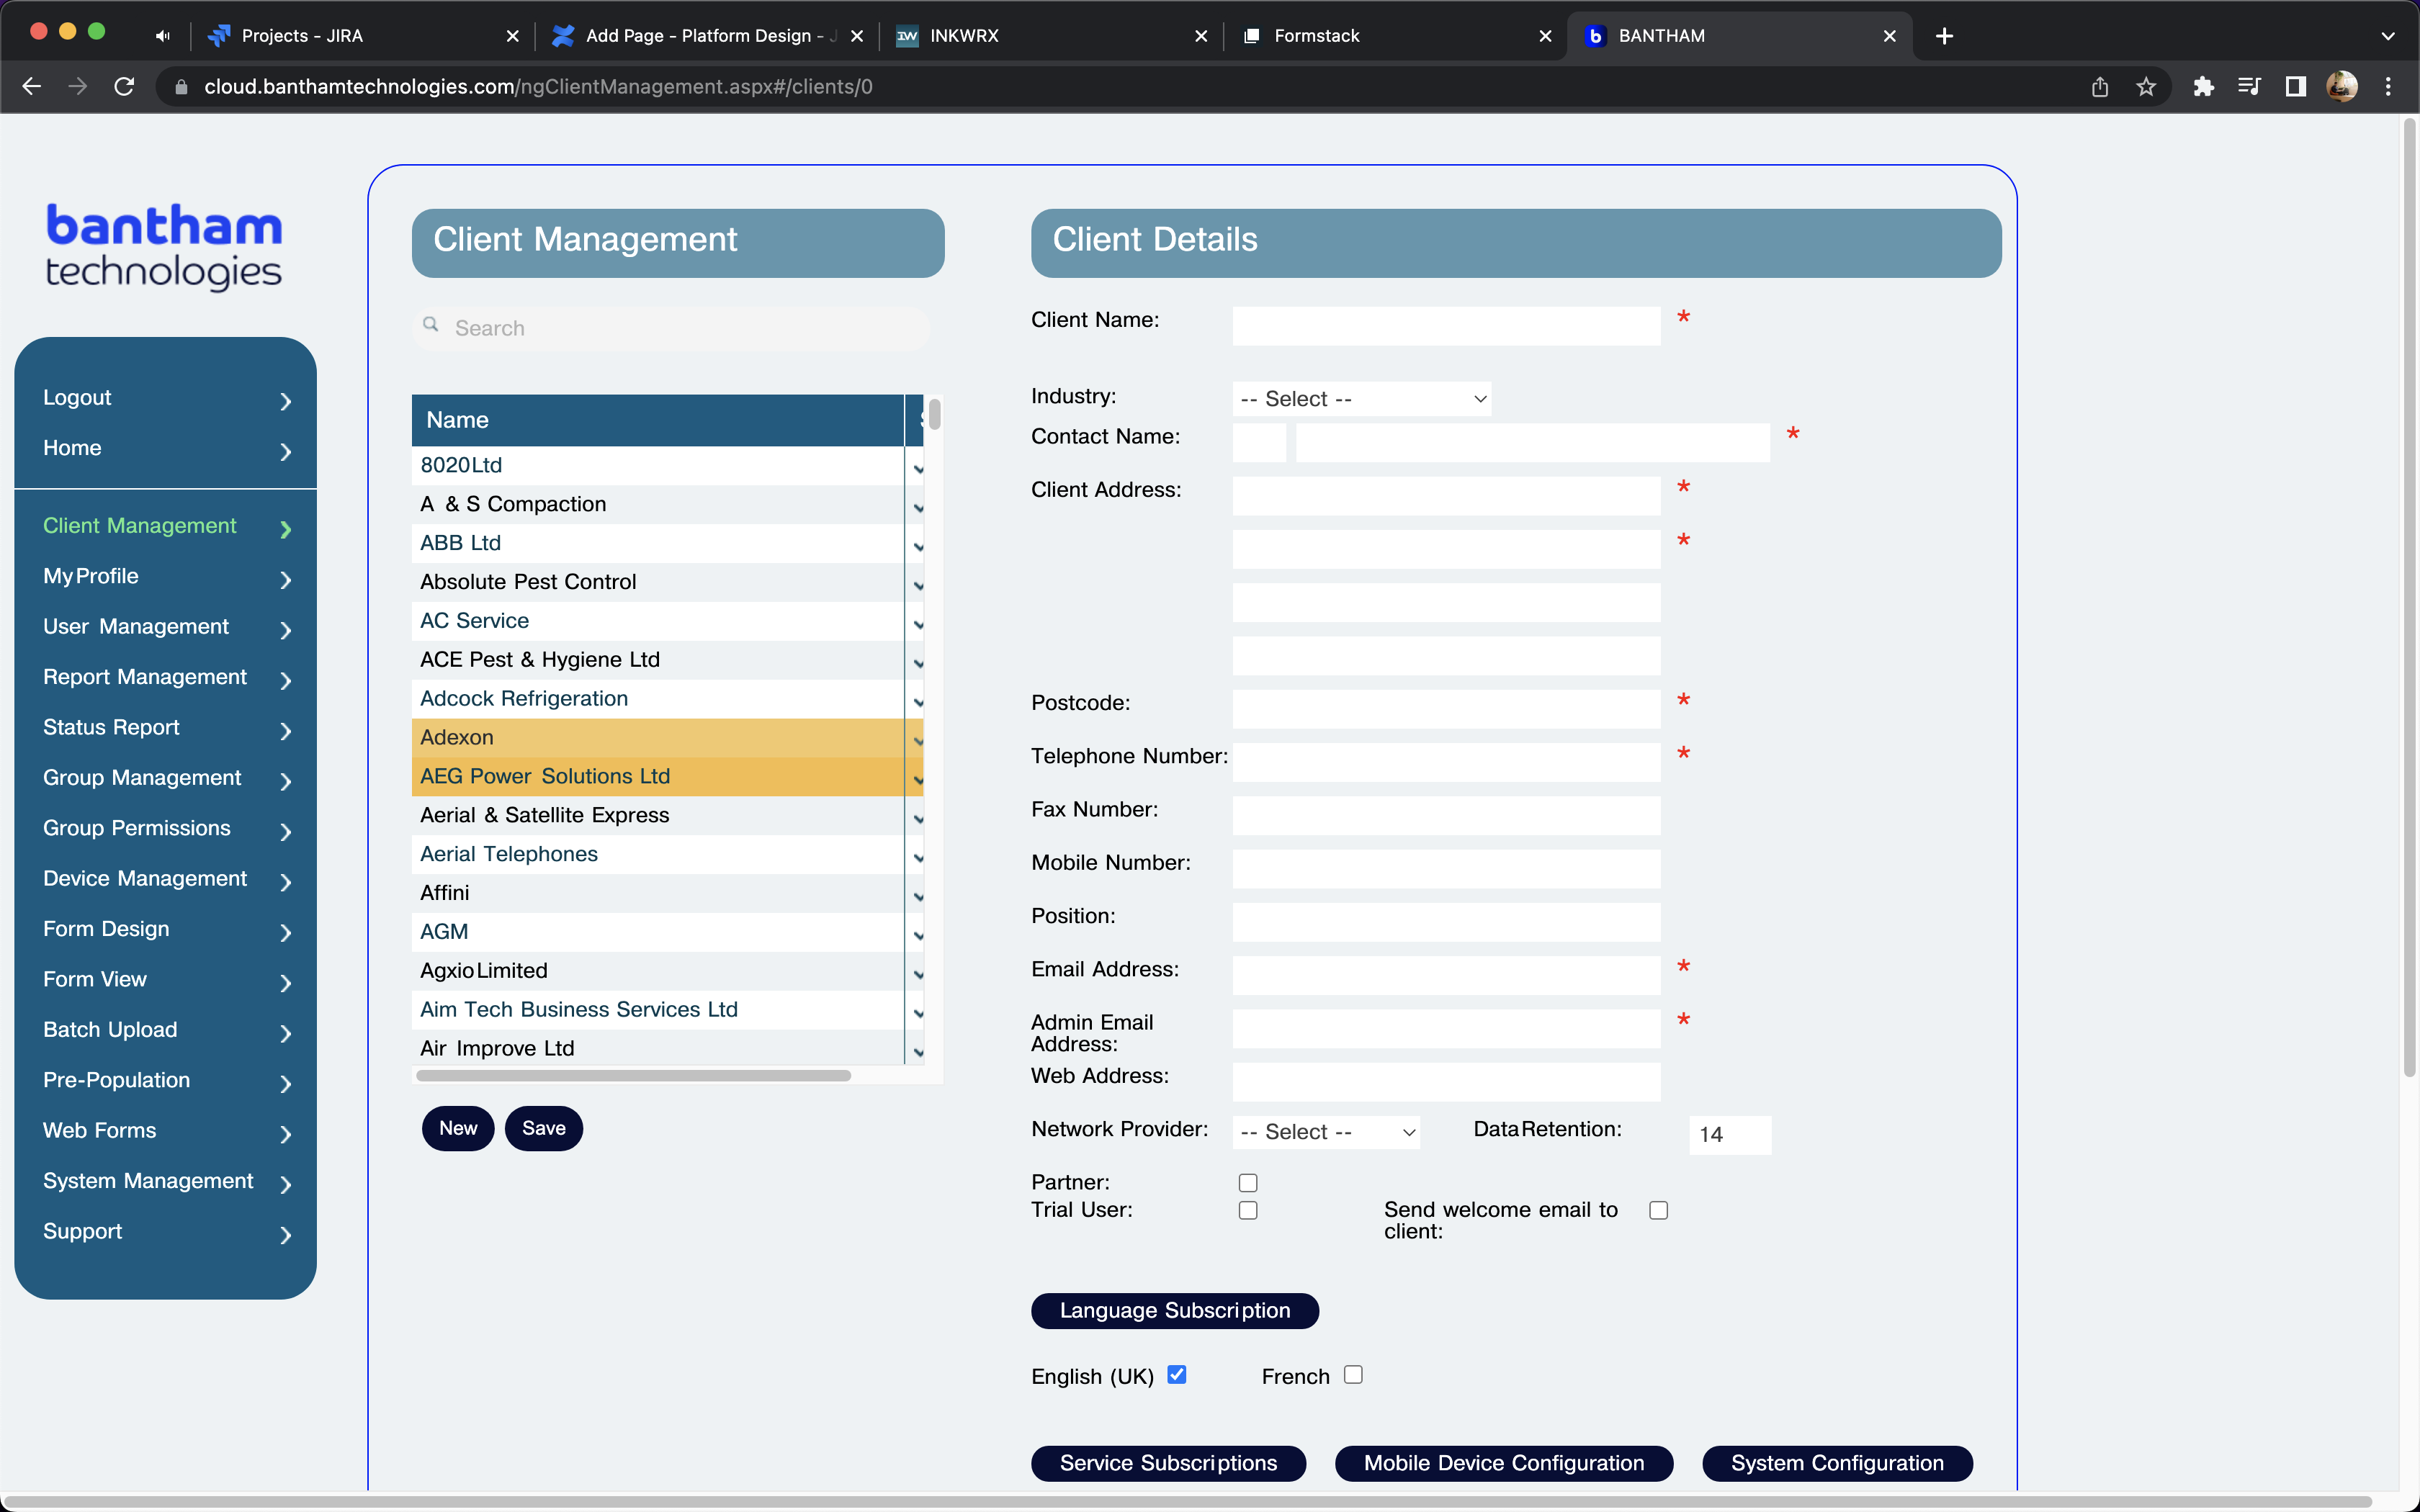 Projects - JIRA
Add Page - Platform Design - J
INKWRX
Formstack
BANTHAM
cloud.banthamtechnologies.com/ngClientManagement.aspx#/clients/0
bantham
technologies
Logout
Home
Client Management
My Profile
User Management
Report Management
Status Report
Group Management
Group Permissions
Device Management
Form Design
Form View
Batch Upload
Pre-Population
Web Forms
System Management
Support
Client Management
Search
Name
8020 Ltd
A & S Compaction
ABB Ltd
Absolute Pest Control
AC Service
ACE Pest & Hygiene Ltd
Adcock Refrigeration
Adexon
AEG Power Solutions Ltd
Aerial & Satellite Express
Aerial Telephones
Affini
AGM
Agxio Limited
Aim Tech Business Services Ltd
Air Improve Ltd
New Save
Client Details
Client Name: *
Industry: -- Select --
Contact Name: *
Client Address: *
*
Postcode: *
Telephone Number: *
Fax Number:
Mobile Number:
Position:
Email Address: *
Admin Email
Address: *
Web Address:
Network Provider: -- Select -- Data Retention: 14
Partner:
Trial User: Send welcome email to
client:
Language Subscription
English (UK) French
Service Subscriptions Mobile Device Configuration System Configuration